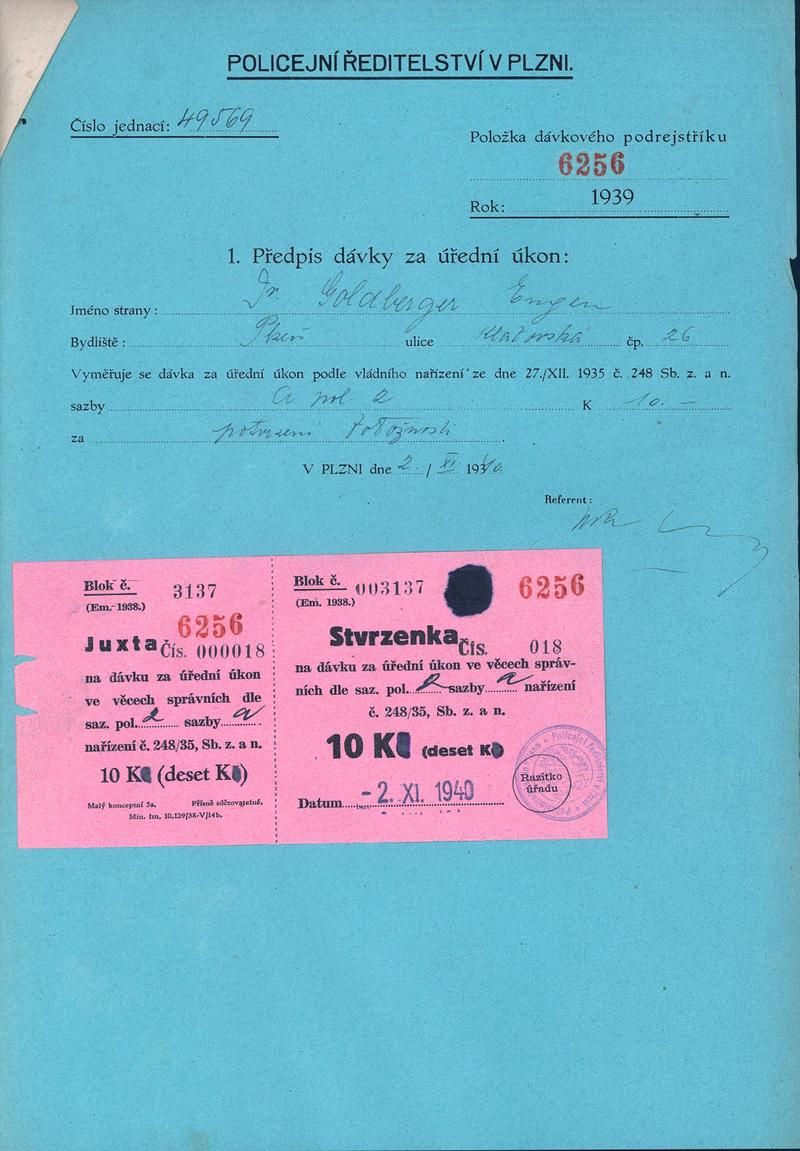 POLICEJNÍ ŘEDITELSTVÍ V PLZNI.
Číslo jednací: 49569
Položka dávkového podrejstříku
6256
Rok: 1939
1. Předpis dávky za úřední úkon:
Jméno strany: Dr. Goldberger Eugen
Bydliště: Plzeň ulice Klatovská čp. 26
Vyměřuje se dávka za úřední úkon podle vládního nařízení ze dne 27./XII. 1935 č. 248 Sb. z. a n.
sazby A pol 2 K 10.-
za potvrzení totožnosti
V PLZNI dne 2. / XI. 1940
Referent:
Blok č. 3137
(Em. 1938.)
6256
Juxta Čís. 000018
na dávku za úřední úkon
ve věcech správních dle
saz. pol. 2 sazby a
nařízení č. 248/35, Sb. z. a n.
10 K (deset K)
Malý konceptní 5a. Přísně súčtovatelné.
Min. fin. 10.129/38-V/14b.
Blok č. 003137 6256
(Em. 1938.)
Stvrzenka Čís. 018
na dávku za úřední úkon ve věcech správ-
ních dle saz. pol. 2 sazby a nařízení
č. 248/35, Sb. z. a n.
10 K (deset K)
Datum -2. XI. 1940
Razítko
úřadu